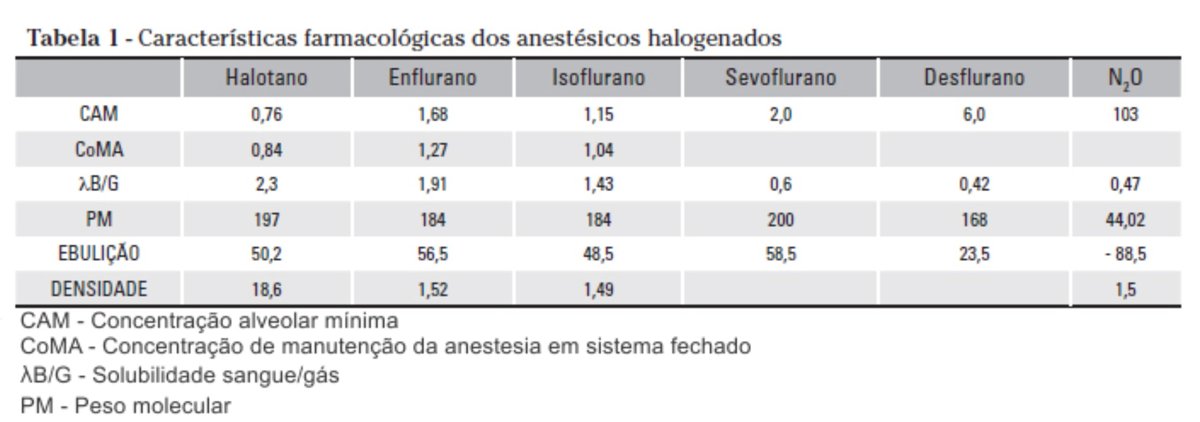 Tabela 1 - Características farmacológicas dos anestésicos halogenados
Halotano Enflurano Isoflurano Sevoflurano Desflurano N₂O
CAM 0,76 1,68 1,15 2,0 6,0 103
CoMA 0,84 1,27 1,04
λB/G 2,3 1,91 1,43 0,6 0,42 0,47
PM 197 184 184 200 168 44,02
EBULIÇÃO 50,2 56,5 48,5 58,5 23,5 - 88,5
DENSIDADE 18,6 1,52 1,49 1,5
CAM - Concentração alveolar mínima
CoMA - Concentração de manutenção da anestesia em sistema fechado
λB/G - Solubilidade sangue/gás
PM - Peso molecular